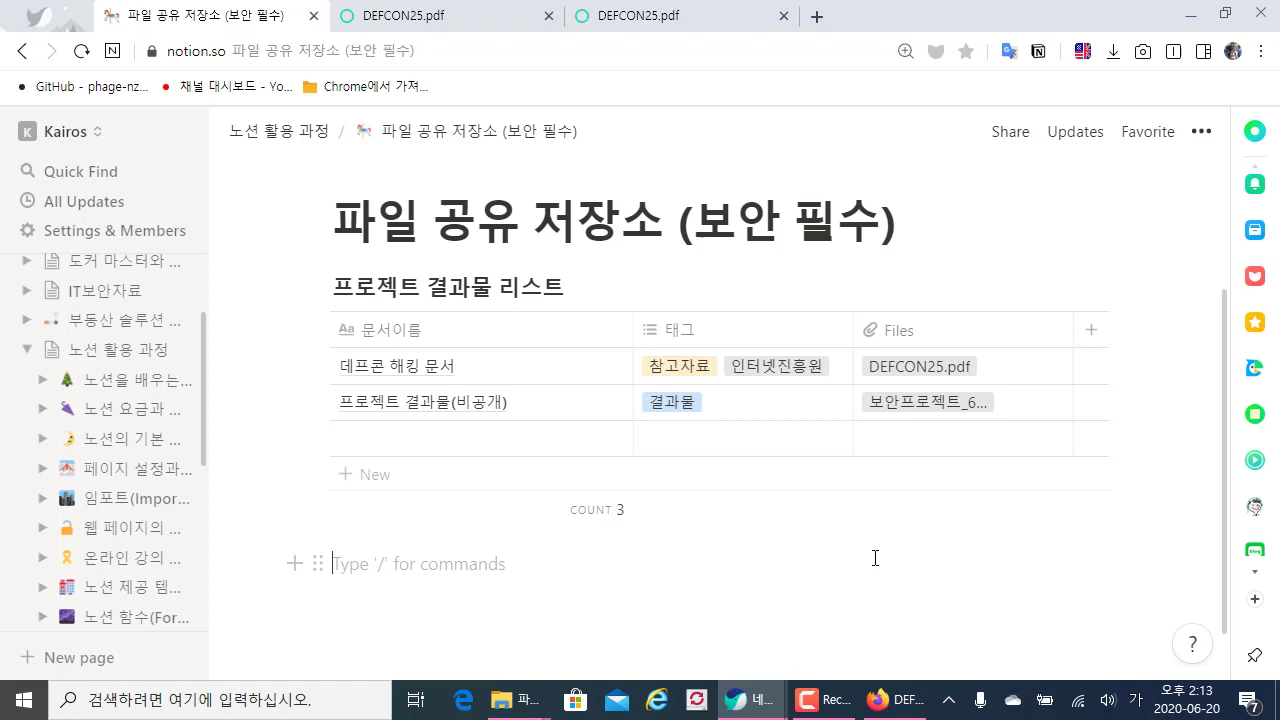 파일 공유 저장소 (보안 필수)
DEFCON25.pdf
DEFCON25.pdf
notion.so 파일 공유 저장소 (보안 필수)
GitHub - phage-nz...
채널 대시보드 - Yo...
Chrome에서 가져...
K Kairos
노션 활용 과정 / 파일 공유 저장소 (보안 필수)
Share Updates Favorite
Quick Find
All Updates
Settings & Members
도커 마스터와 ...
IT보안자료
부동산 솔루션 ...
노션 활용 과정
노션을 배우는...
노션 요금과 ...
노션의 기본 ...
페이지 설정과...
임포트(Impor...
웹 페이지의 ...
온라인 강의 ...
노션 제공 템...
노션 함수(For...
New page
파일 공유 저장소 (보안 필수)
프로젝트 결과물 리스트
Aa 문서이름 태그 Files
데프콘 해킹 문서 참고자료 인터넷진흥원 DEFCON25.pdf
프로젝트 결과물(비공개) 결과물 보안프로젝트_6...
New
COUNT 3
Type '/' for commands
?
blog
검색하려면 여기에 입력하십시오.
파...
네...
Rec...
DEF...
가
오후 2:13
2020-06-20
7